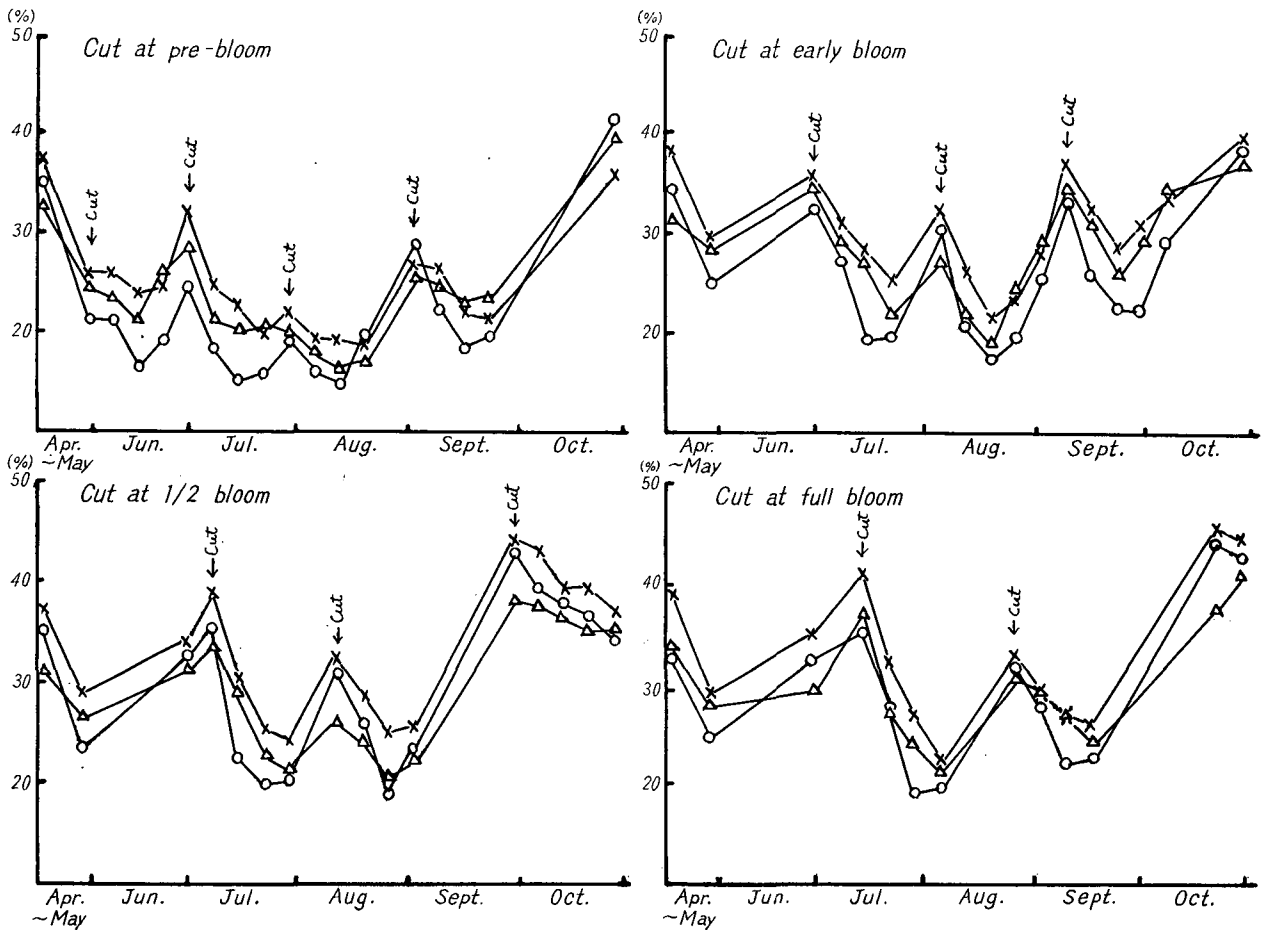 (%)
50
40
30
20
Cut at pre-bloom
Cut
Cut
Cut
Cut
Apr.
~May
Jun.
Jul.
Aug.
Sept.
Oct.
(%)
50
40
30
20
Cut at early bloom
Cut
Cut
Cut
Apr.
~May
Jun.
Jul.
Aug.
Sept.
Oct.
(%)
50
40
30
20
Cut at 1/2 bloom
Cut
Cut
Cut
Apr.
~May
Jun.
Jul.
Aug.
Sept.
Oct.
(%)
50
40
30
20
Cut at full bloom
Cut
Cut
Apr.
~May
Jun.
Jul.
Aug.
Sept.
Oct.